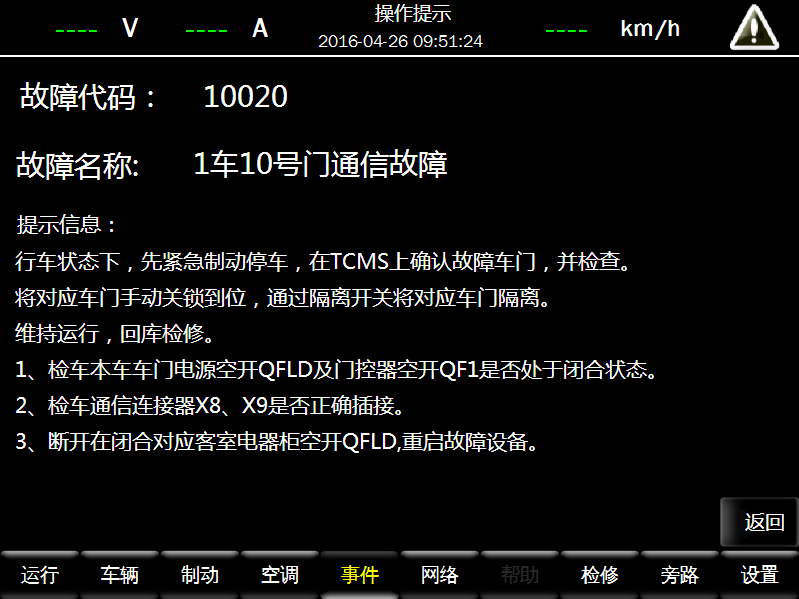 操作提示
---- V ---- A 2016-04-26 09:51:24 ---- km/h
故障代码： 10020
故障名称: 1车10号门通信故障
提示信息：
行车状态下，先紧急制动停车，在TCMS上确认故障车门，并检查。
将对应车门手动关锁到位，通过隔离开关将对应车门隔离。
维持运行，回库检修。
1、检车本车车门电源空开QFLD及门控器空开QF1是否处于闭合状态。
2、检车通信连接器X8、X9是否正确插接。
3、断开在闭合对应客室电器柜空开QFLD,重启故障设备。
返回
运行 车辆 制动 空调 事件 网络 帮助 检修 旁路 设置